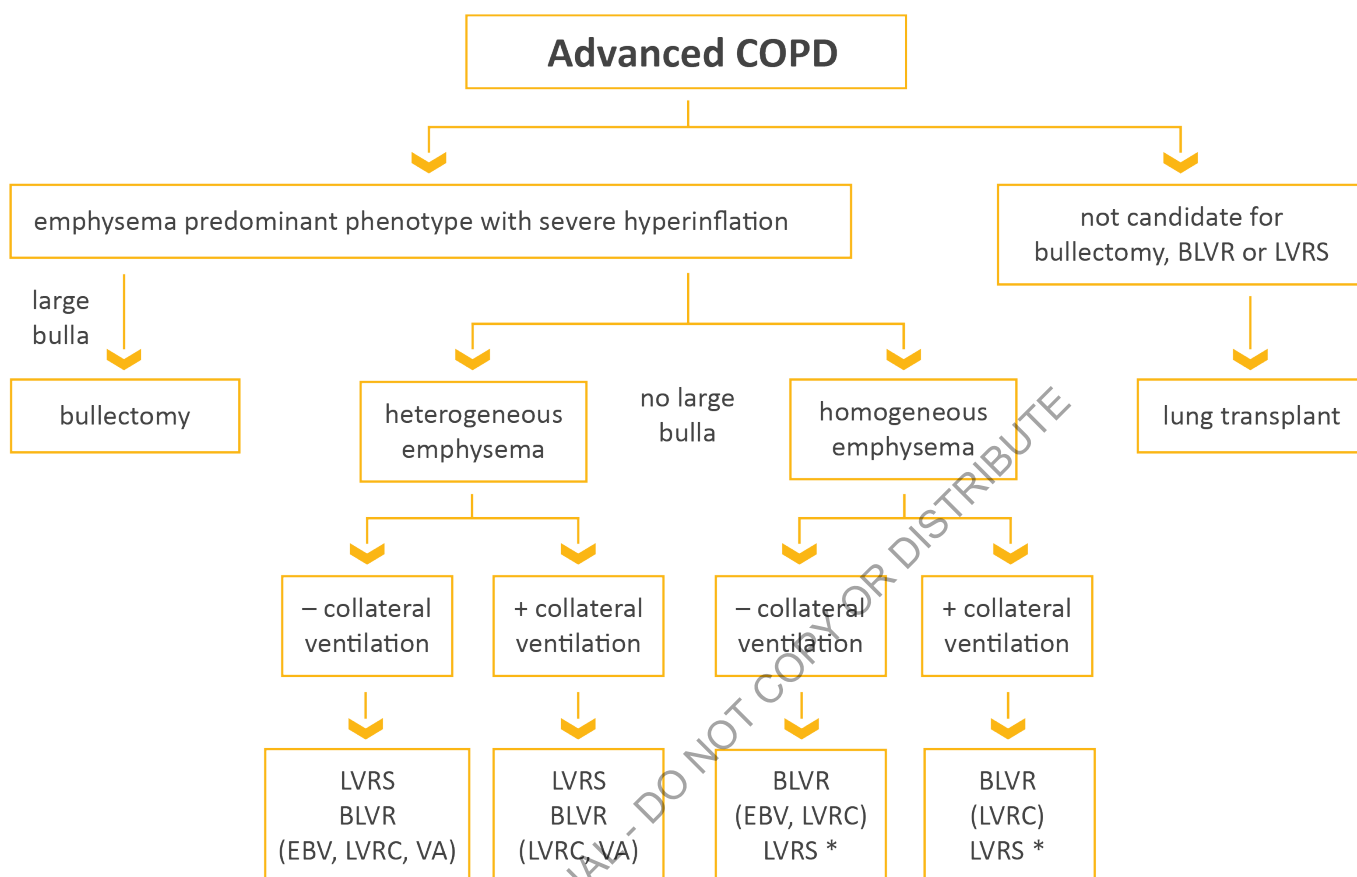 Advanced COPD
emphysema predominant phenotype with severe hyperinflation
not candidate for
bullectomy, BLVR or LVRS
large
bulla
bullectomy
heterogeneous
emphysema
no large
bulla
homogeneous
emphysema
lung transplant
– collateral
ventilation
+ collateral
ventilation
– collateral
ventilation
+ collateral
ventilation
LVRS
BLVR
(EBV, LVRC, VA)
LVRS
BLVR
(LVRC, VA)
BLVR
(EBV, LVRC)
LVRS *
BLVR
(LVRC)
LVRS *
- DO NOT COPY OR DISTRIBUTE